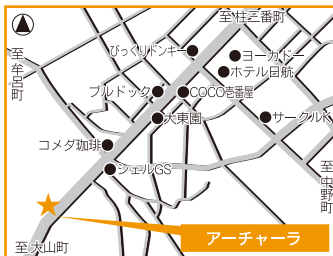 至柱三番町
びっくりドンキー
ヨーカドー
ホテル日航
至牟呂町
ブルドック
COCO壱番屋
大東園
サークルK
コメダ珈琲
シェルGS
至中野町
至大山町
アーチャーラ